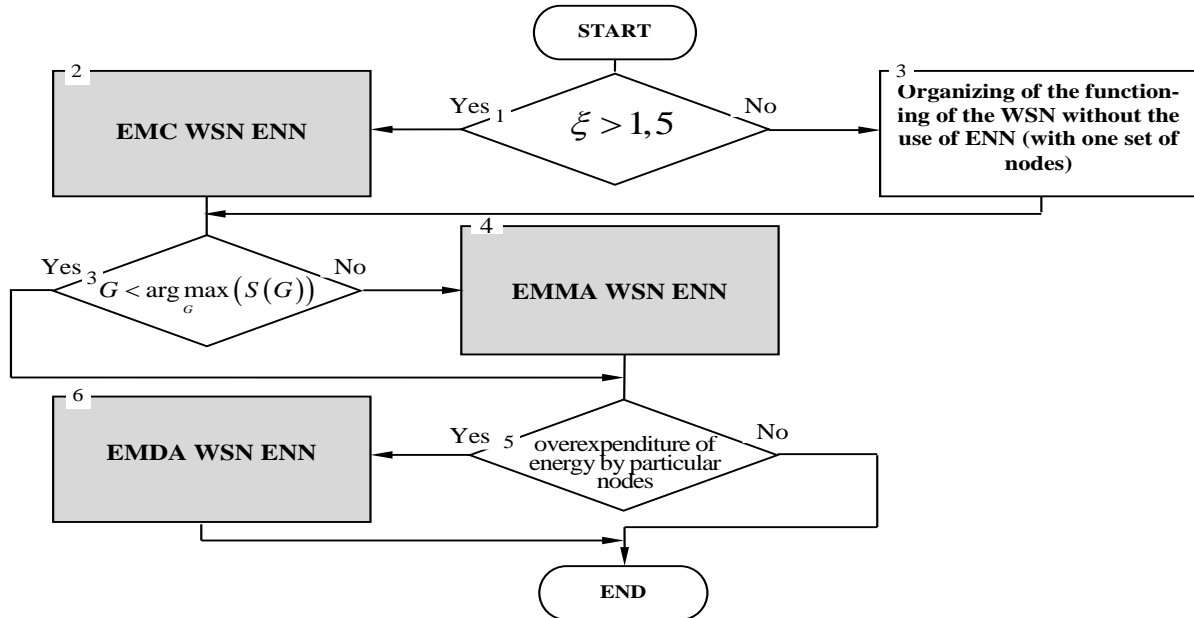 START
2
3
Yes
1
No
ξ > 1,5
EMC WSN ENN
Organizing of the function-
ing of the WSN without the
use of ENN (with one set of
nodes)
4
Yes
3
No
G < arg max (S(G))
G
EMMA WSN ENN
6
Yes
5
No
EMDA WSN ENN
overexpenditure of
energy by particular
nodes
END